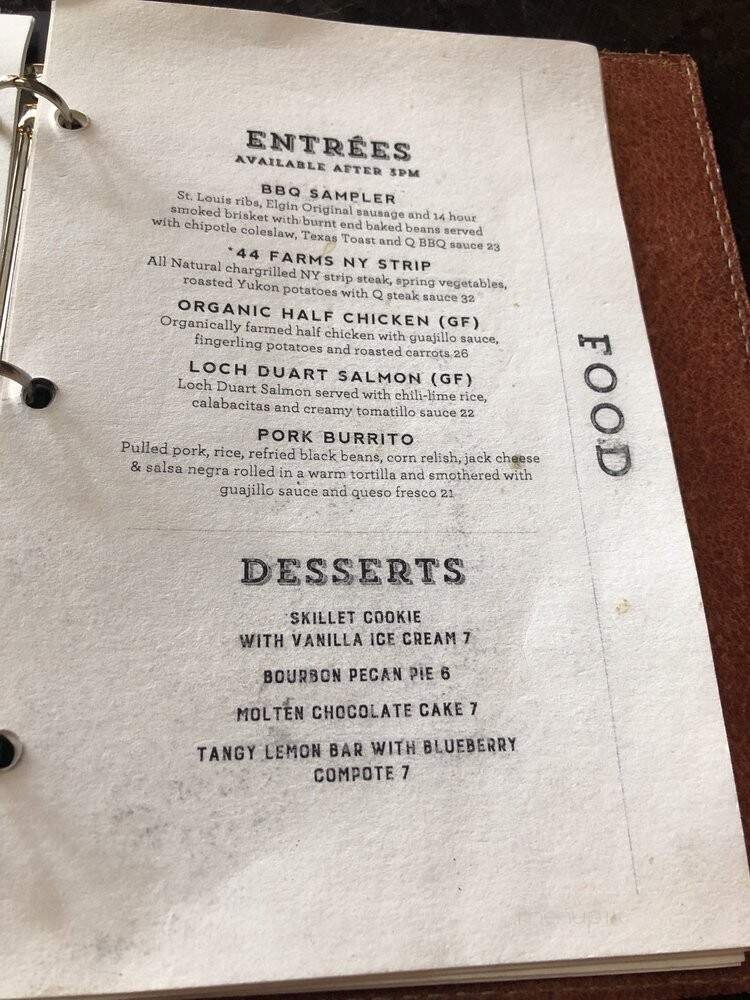 ENTRÉES
AVAILABLE AFTER 5PM
BBQ SAMPLER
St. Louis ribs, Elgin Original sausage and 14 hour
smoked brisket with burnt end baked beans served
with chipotle coleslaw, Texas Toast and Q BBQ sauce 23
*44 FARMS NY STRIP
All Natural chargrilled NY strip steak, spring vegetables,
roasted Yukon potatoes with Q steak sauce 32
ORGANIC HALF CHICKEN (GF)
Organically farmed half chicken with guajillo sauce,
fingerling potatoes and roasted carrots 26
LOCH DUART SALMON (GF)
Loch Duart Salmon served with chili-lime rice,
calabacitas and creamy tomatillo sauce 22
PORK BURRITO
Pulled pork, rice, refried black beans, corn relish, jack cheese
& salsa negra rolled in a warm tortilla and smothered with
guajillo sauce and queso fresco 21
DESSERTS
SKILLET COOKIE
WITH VANILLA ICE CREAM 7
BOURBON PECAN PIE 6
MOLTEN CHOCOLATE CAKE 7
TANGY LEMON BAR WITH BLUEBERRY
COMPOTE 7
FOOD